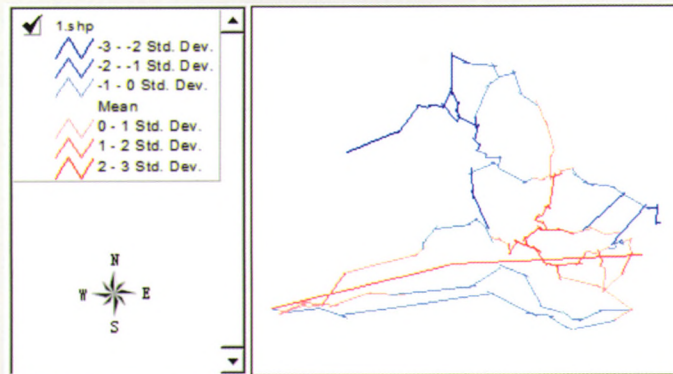 1.shp
-3 - -2 Std. Dev.
-2 - -1 Std. Dev.
-1 - 0 Std. Dev.
Mean
0 - 1 Std. Dev.
1 - 2 Std. Dev.
2 - 3 Std. Dev.
N
W E
S